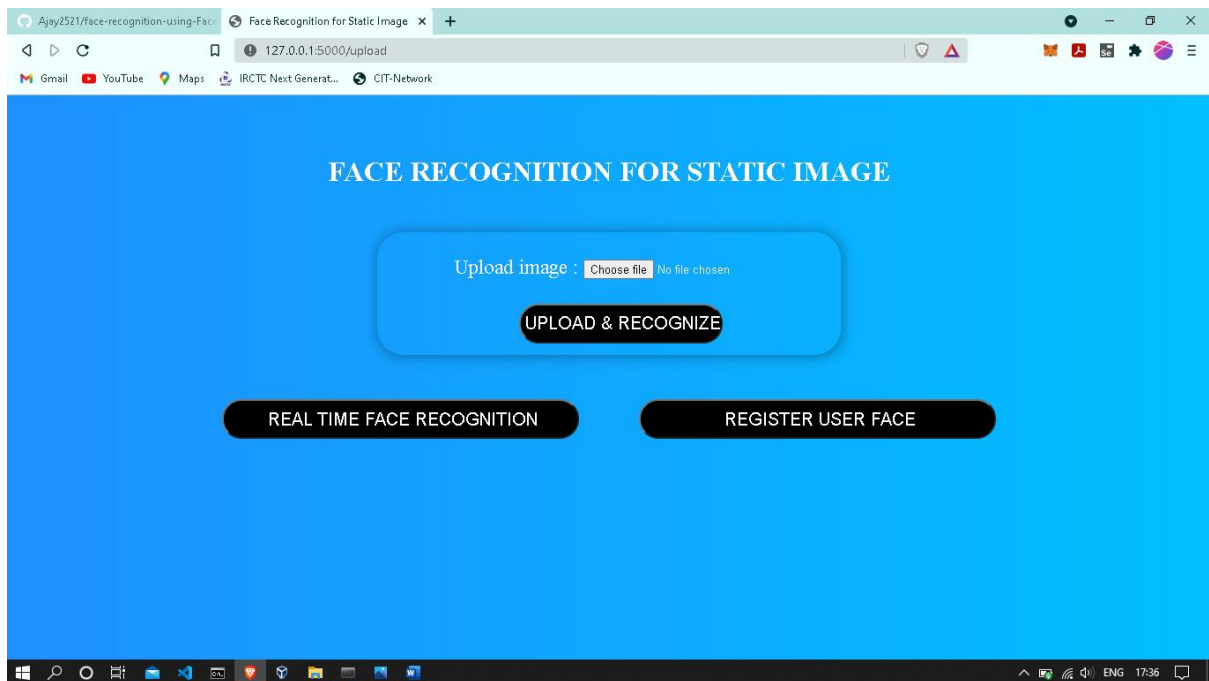 Ajay2521/face-recognition-using-Face
Face Recognition for Static Image
127.0.0.1:5000/upload
Gmail YouTube Maps IRCTC Next Generat... CIT-Network
FACE RECOGNITION FOR STATIC IMAGE
Upload image : Choose file No file chosen
UPLOAD & RECOGNIZE
REAL TIME FACE RECOGNITION REGISTER USER FACE
ENG 17:36